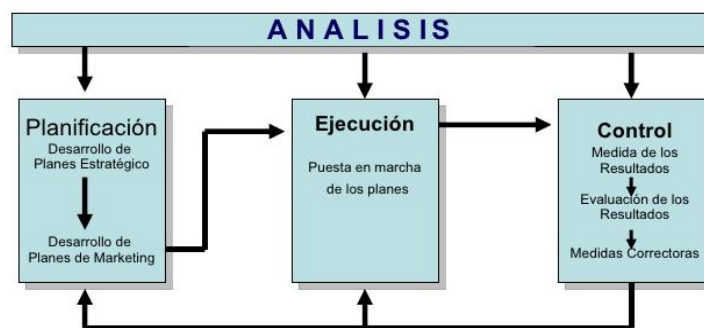 ANALISIS
Planificación
Desarrollo de
Planes Estratégico
Desarrollo de
Planes de Marketing
Ejecución
Puesta en marcha
de los planes
Control
Medida de los
Resultados
Evaluación de los
Resultados
Medidas Correctoras